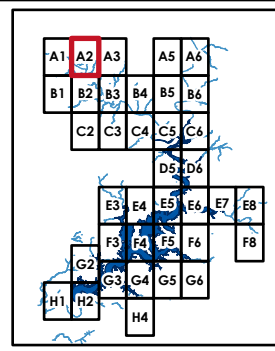 A1 A2 A3 A5 A6
B1 B2 B3 B4 B5 B6
C2 C3 C4 C5 C6
D5 D6
E3 E4 E5 E6 E7 E8
F3 F4 F5 F6 F8
G2
G3 G4 G5 G6
H1 H2
H4